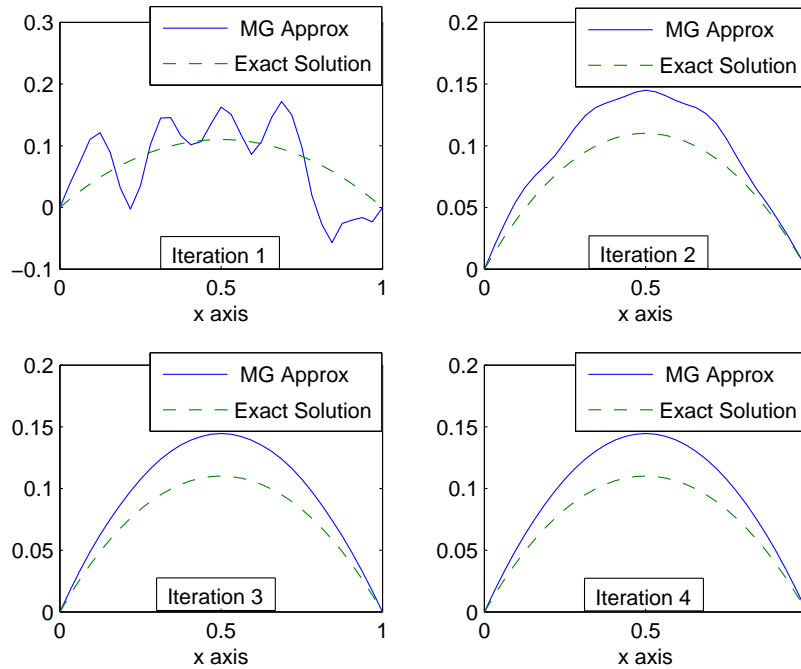 0.3
0.2
0.1
0
−0.1
MG Approx
Exact Solution
Iteration 1
0
0.5
1
x axis
0.2
0.15
0.1
0.05
0
MG Approx
Exact Solution
Iteration 2
0
0.5
x axis
0.2
0.15
0.1
0.05
0
MG Approx
Exact Solution
Iteration 3
0
0.5
1
x axis
0.2
0.15
0.1
0.05
0
MG Approx
Exact Solution
Iteration 4
0
0.5
x axis